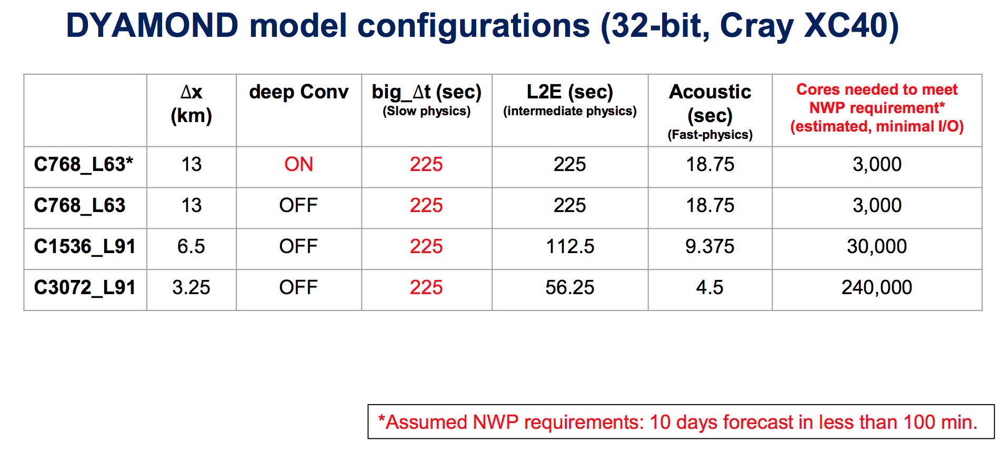 DYAMOND model configurations (32-bit, Cray XC40)
Δx (km) deep Conv big_Δt (sec) (Slow physics) L2E (sec) (intermediate physics) Acoustic (sec) (Fast-physics) Cores needed to meet NWP requirement* (estimated, minimal I/O)
C768_L63* 13 ON 225 225 18.75 3,000
C768_L63 13 OFF 225 225 18.75 3,000
C1536_L91 6.5 OFF 225 112.5 9.375 30,000
C3072_L91 3.25 OFF 225 56.25 4.5 240,000
*Assumed NWP requirements: 10 days forecast in less than 100 min.